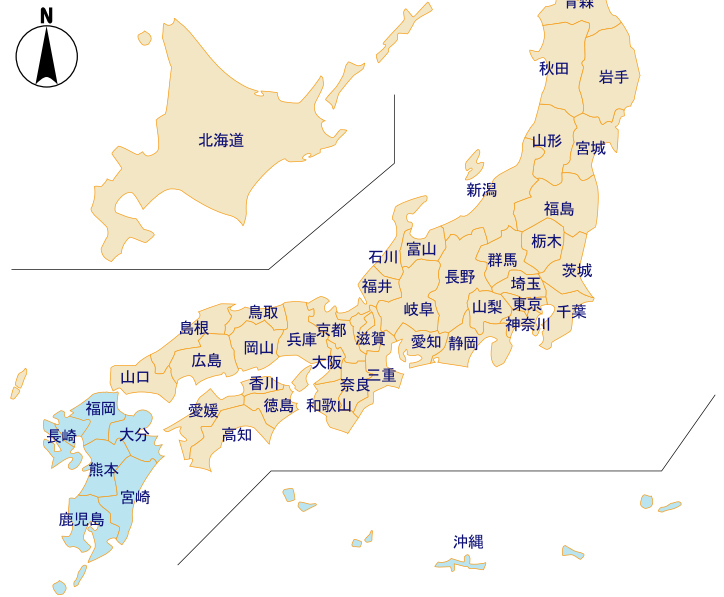 青森
N
秋田
岩手
北海道
山形
宮城
新潟
福島
栃木
石川
富山
群馬
茨城
長野
福井
埼玉
岐阜
山梨
東京
千葉
神奈川
鳥取
島根
京都
兵庫
滋賀
愛知
静岡
岡山
広島
大阪
山口
三重
香川
奈良
福岡
愛媛
徳島
和歌山
長崎
大分
高知
熊本
宮崎
鹿児島
沖縄